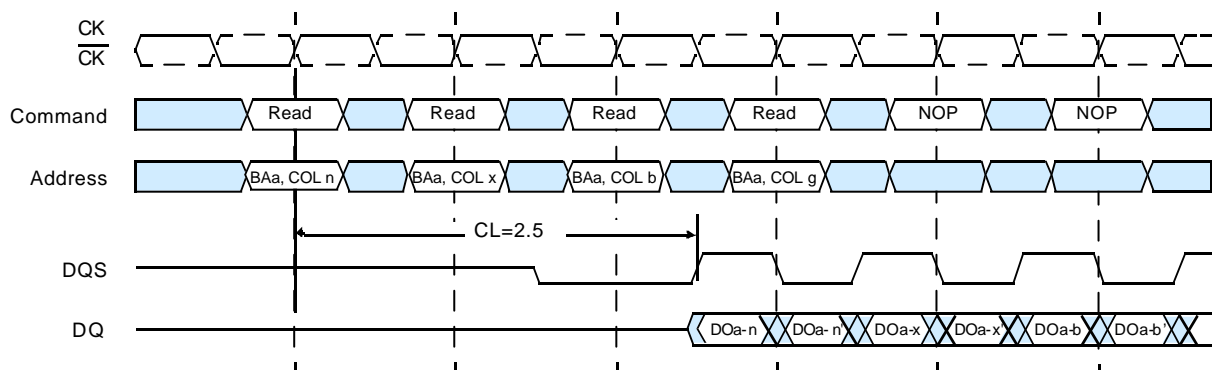 CK
CK
Command Read Read Read Read NOP NOP
Address BAa, COL n BAa, COL x BAa, COL b BAa, COL g
CL=2.5
DQS
DQ DOa-n DOa-n' DOa-x DOa-x' DOa-b DOa-b'